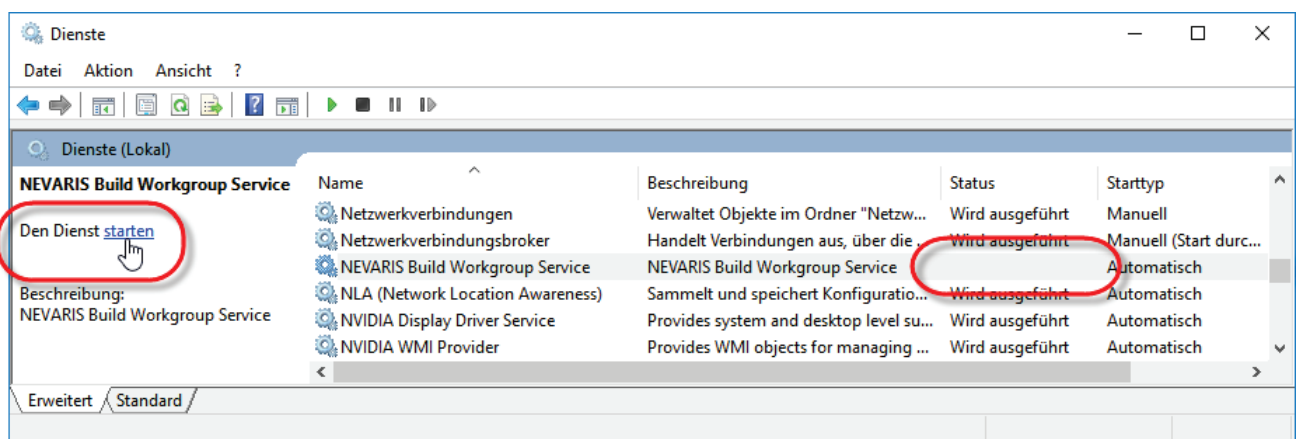 Dienste
Datei Aktion Ansicht ?
Dienste (Lokal)
NEVARIS Build Workgroup Service
Den Dienst starten
Beschreibung:
NEVARIS Build Workgroup Service
Name Beschreibung Status Starttyp
Netzwerkverbindungen Verwaltet Objekte im Ordner "Netzw... Wird ausgeführt Manuell
Netzwerkverbindungsbroker Handelt Verbindungen aus, über die ... Wird ausgeführt Manuell (Start durc...
NEVARIS Build Workgroup Service NEVARIS Build Workgroup Service Automatisch
NLA (Network Location Awareness) Sammelt und speichert Konfiguratio... Wird ausgeführt Automatisch
NVIDIA Display Driver Service Provides system and desktop level su... Wird ausgeführt Automatisch
NVIDIA WMI Provider Provides WMI objects for managing ... Wird ausgeführt Automatisch
Erweitert Standard